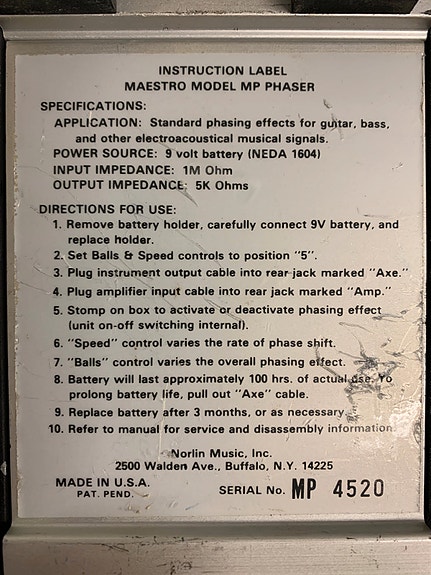 INSTRUCTION LABEL
MAESTRO MODEL MP PHASER
SPECIFICATIONS:
APPLICATION: Standard phasing effects for guitar, bass,
and other electroacoustical musical signals.
POWER SOURCE: 9 volt battery (NEDA 1604)
INPUT IMPEDANCE: 1M Ohm
OUTPUT IMPEDANCE: 5K Ohms
DIRECTIONS FOR USE:
1. Remove battery holder, carefully connect 9V battery, and
replace holder.
2. Set Balls & Speed controls to position "5".
3. Plug instrument output cable into rear jack marked "Axe."
4. Plug amplifier input cable into rear jack marked "Amp."
5. Stomp on box to activate or deactivate phasing effect
(unit on-off switching internal).
6. "Speed" control varies the rate of phase shift.
7. "Balls" control varies the overall phasing effect.
8. Battery will last approximately 100 hrs. of actual use. To
prolong battery life, pull out "Axe" cable.
9. Replace battery after 3 months, or as necessary.
10. Refer to manual for service and disassembly information.
Norlin Music, Inc.
2500 Walden Ave., Buffalo, N.Y. 14225
MADE IN U.S.A. SERIAL No. MP 4520
PAT. PEND.